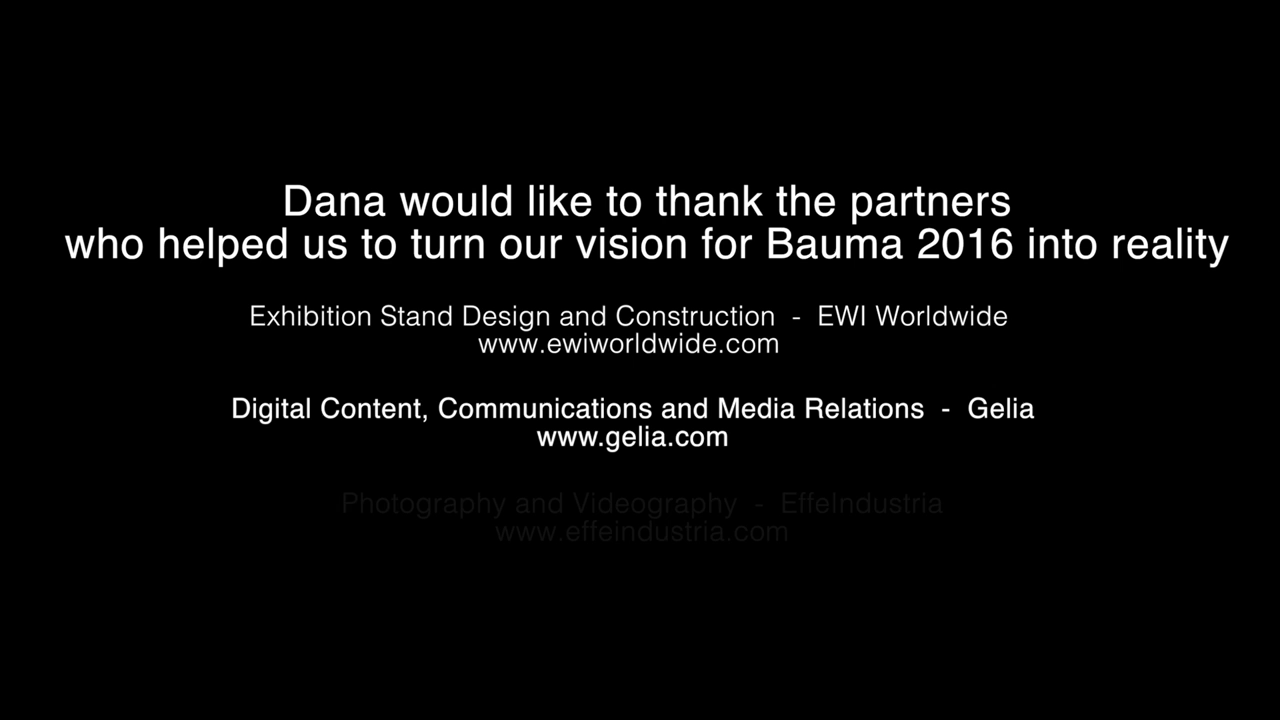 Dana would like to thank the partners
who helped us to turn our vision for Bauma 2016 into reality
Exhibition Stand Design and Construction - EWI Worldwide
www.ewiworldwide.com
Digital Content, Communications and Media Relations - Gelia
www.gelia.com
Photography and Videography - EffeIndustria
www.effeindustria.com